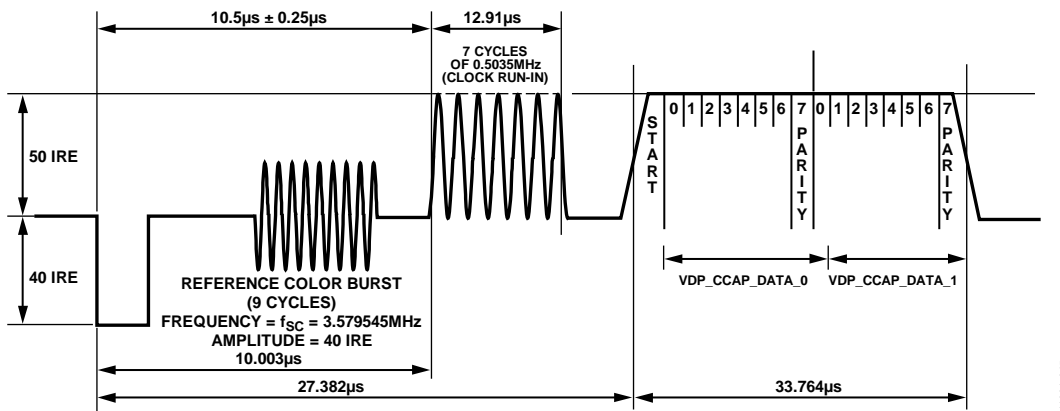 10.5µs ± 0.25µs
12.91µs
7 CYCLES
OF 0.5035MHz
(CLOCK RUN-IN)
50 IRE
40 IRE
START
0 1 2 3 4 5 6 7 0 1 2 3 4 5 6 7
PARITY
PARITY
VDP_CCAP_DATA_0
VDP_CCAP_DATA_1
REFERENCE COLOR BURST
(9 CYCLES)
FREQUENCY = fSC = 3.579545MHz
AMPLITUDE = 40 IRE
10.003µs
27.382µs
33.764µs